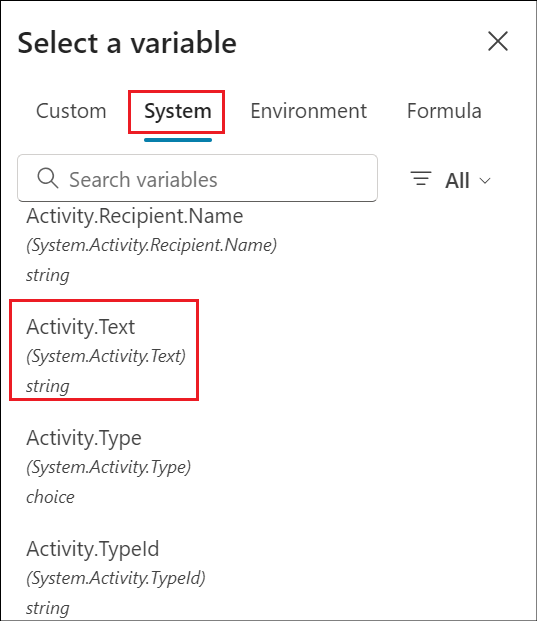 Select a variable
Custom System Environment Formula
Search variables All
Activity.Recipient.Name
(System.Activity.Recipient.Name)
string
Activity.Text
(System.Activity.Text)
string
Activity.Type
(System.Activity.Type)
choice
Activity.TypeId
(System.Activity.TypeId)
string